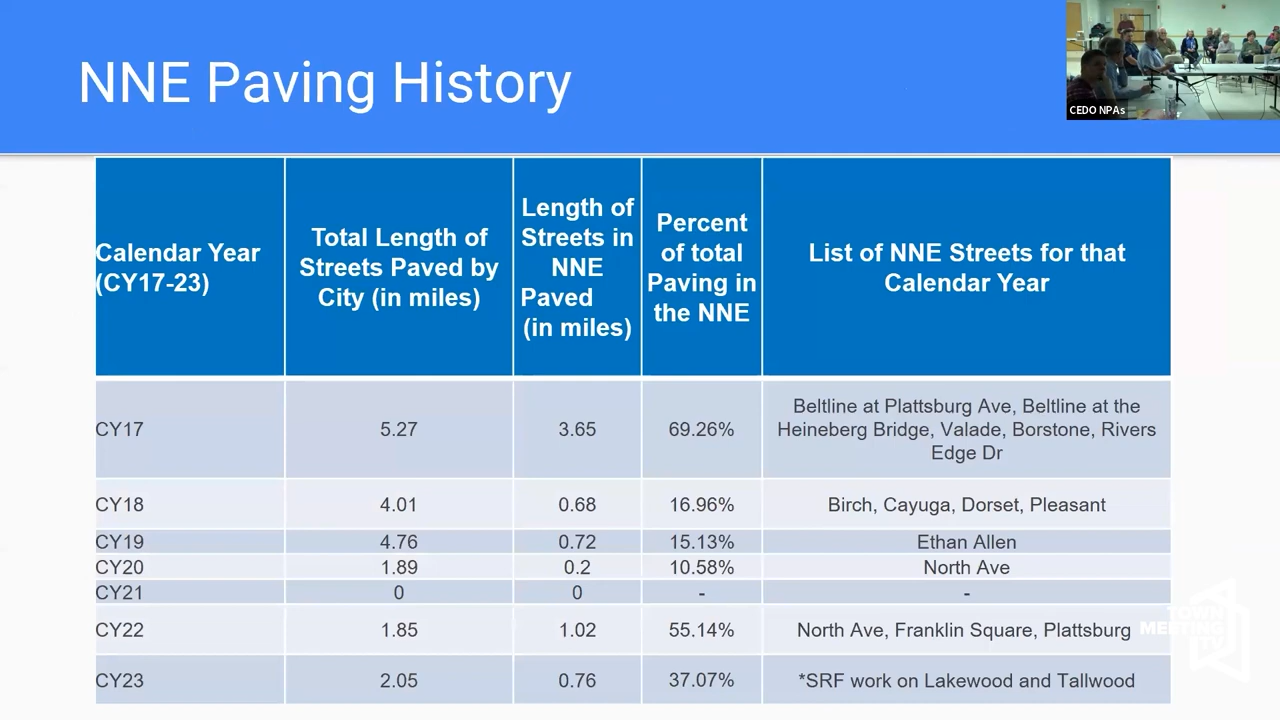 NNE Paving History
CEDO NPAs
Calendar Year
(CY17-23)
Total Length of
Streets Paved by
City (in miles)
Length of
Streets in
NNE
Paved
(in miles)
Percent
of total
Paving in
the NNE
List of NNE Streets for that
Calendar Year
CY17
5.27
3.65
69.26%
Beltline at Plattsburg Ave, Beltline at the
Heineberg Bridge, Valade, Borstone, Rivers
Edge Dr
CY18
4.01
0.68
16.96%
Birch, Cayuga, Dorset, Pleasant
CY19
4.76
0.72
15.13%
Ethan Allen
CY20
1.89
0.2
10.58%
North Ave
CY21
0
0
-
-
CY22
1.85
1.02
55.14%
North Ave, Franklin Square, Plattsburg
CY23
2.05
0.76
37.07%
*SRF work on Lakewood and Tallwood
TOWN
MEETING
TV